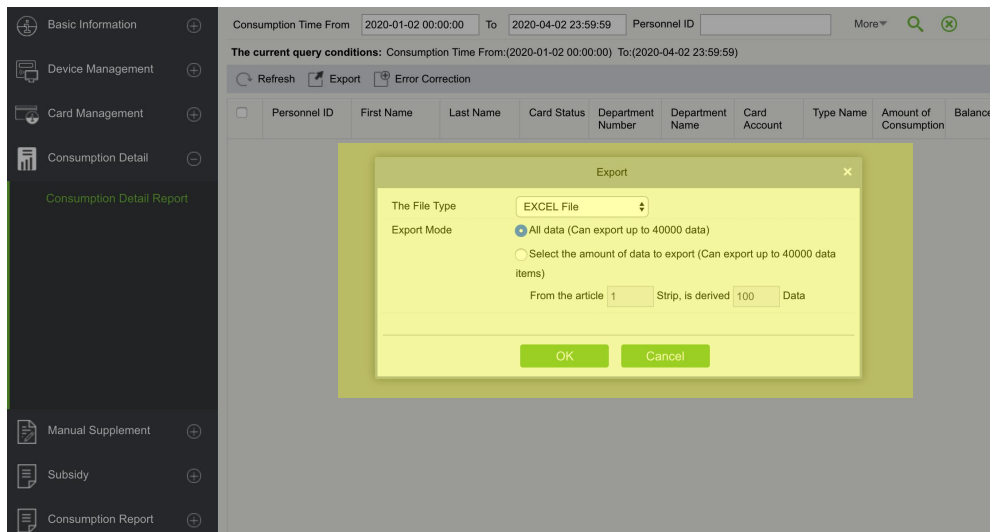 Basic Information
Device Management
Card Management
Consumption Detail
Consumption Detail Report
Manual Supplement
Subsidy
Consumption Report
Consumption Time From 2020-01-02 00:00:00 To 2020-04-02 23:59:59 Personnel ID More
The current query conditions: Consumption Time From:(2020-01-02 00:00:00) To:(2020-04-02 23:59:59)
Refresh Export Error Correction
Personnel ID First Name Last Name Card Status Department Number Department Name Card Account Type Name Amount of Consumption Balance
Export
The File Type EXCEL File
Export Mode All data (Can export up to 40000 data)
Select the amount of data to export (Can export up to 40000 data
items)
From the article 1 Strip, is derived 100 Data
OK Cancel